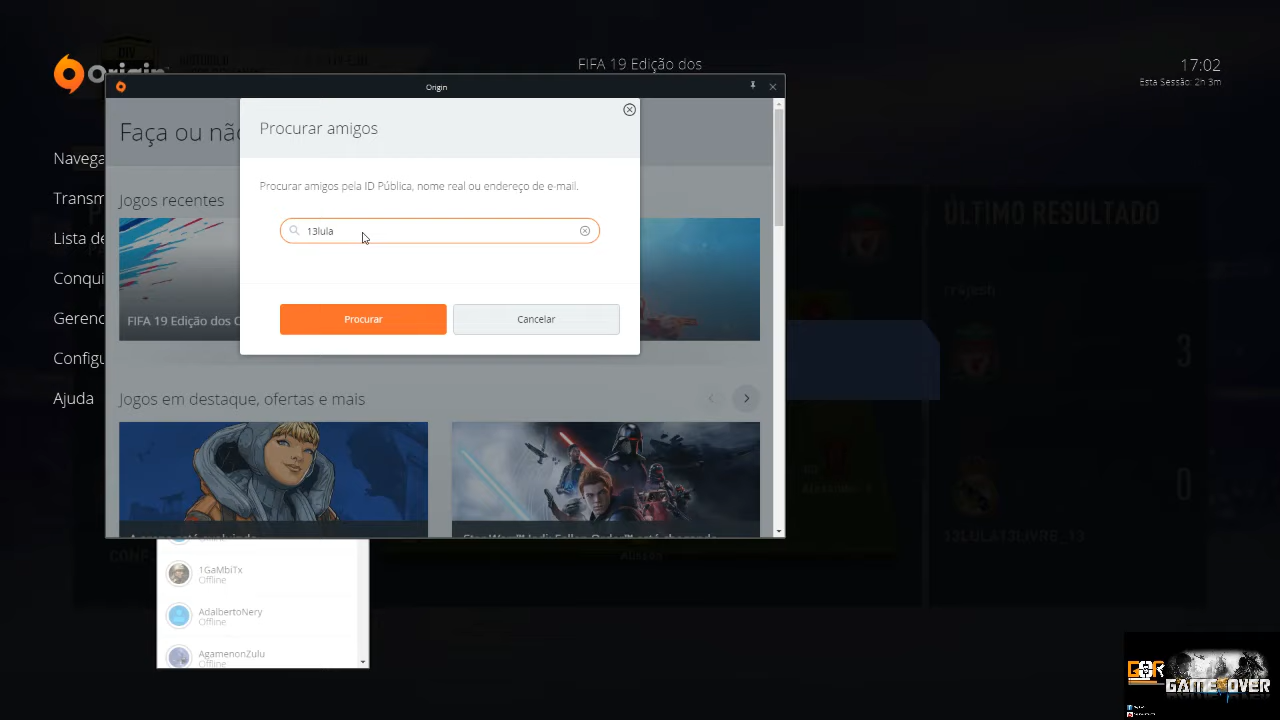 Origin
FIFA 19 Edição dos
17:02
Esta Sessão: 2h 3m
Origin
Faça ou não
Procurar amigos
Procurar amigos pela ID Pública, nome real ou endereço de e-mail.
13lula
Procurar
Cancelar
Navega
Transm
Lista de
Conqui
Gerenc
Configu
Ajuda
Jogos recentes
FIFA 19 Edição dos C
Jogos em destaque, ofertas e mais
ÚLTIMO RESULTADO
3
0
13LULAT13LIVRE_13
1GaMbiTx
Offline
AdalbertoNery
Offline
AgamenonZulu
Offline
GAME OVER